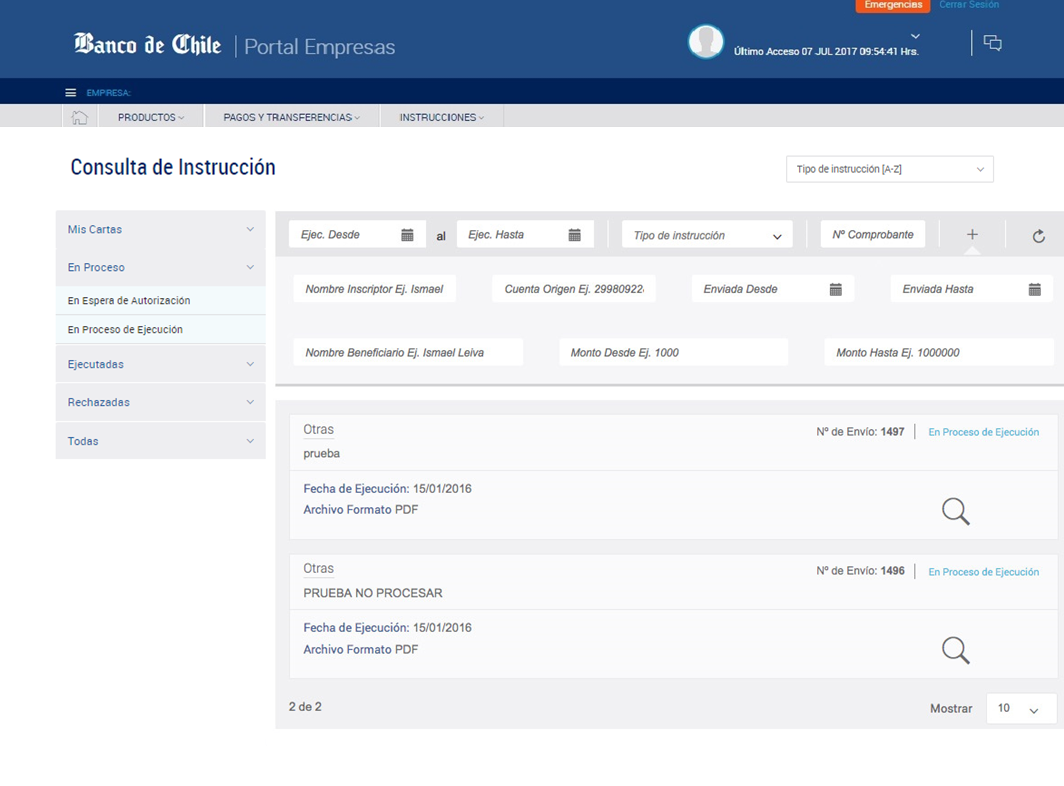 Emergencias Cerrar Sesión
Banco de Chile | Portal Empresas
Último Acceso 07 JUL 2017 09:54:41 Hrs.
EMPRESA:
PRODUCTOS PAGOS Y TRANSFERENCIAS INSTRUCCIONES
Consulta de Instrucción
Tipo de instrucción [A-Z]
Mis Cartas
En Proceso
En Espera de Autorización
En Proceso de Ejecución
Ejecutadas
Rechazadas
Todas
Ejec. Desde al Ejec. Hasta Tipo de instrucción Nº Comprobante
Nombre Inscriptor Ej. Ismael Cuenta Origen Ej. 29980922 Enviada Desde Enviada Hasta
Nombre Beneficiario Ej. Ismael Leiva Monto Desde Ej. 1000 Monto Hasta Ej. 1000000
Otras Nº de Envío: 1497 En Proceso de Ejecución
prueba
Fecha de Ejecución: 15/01/2016
Archivo Formato PDF
Otras Nº de Envío: 1496 En Proceso de Ejecución
PRUEBA NO PROCESAR
Fecha de Ejecución: 15/01/2016
Archivo Formato PDF
2 de 2 Mostrar 10